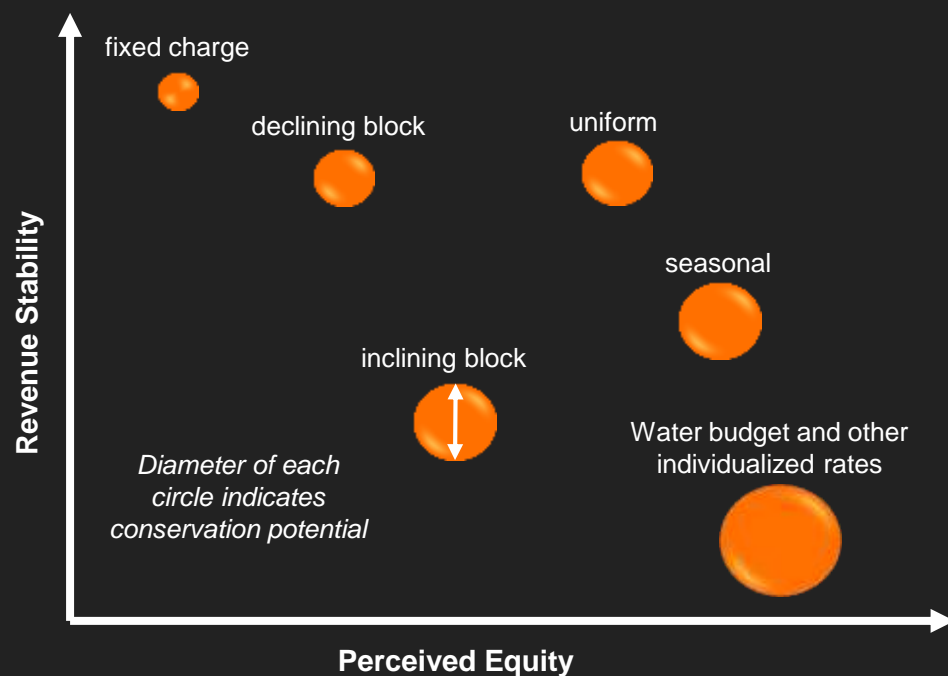 fixed charge
declining block
uniform
seasonal
inclining block
Water budget and other
individualized rates
Diameter of each
circle indicates
conservation potential
Revenue Stability
Perceived Equity